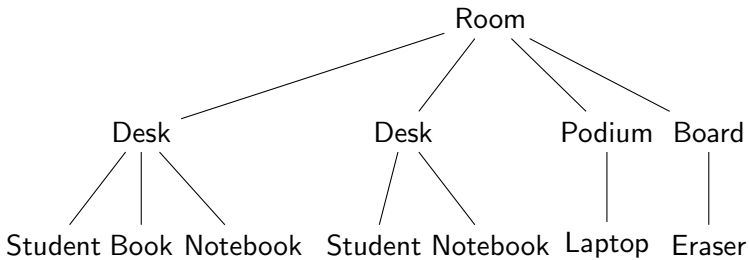 Room
Desk Desk Podium Board
Student Book Notebook Student Notebook Laptop Eraser